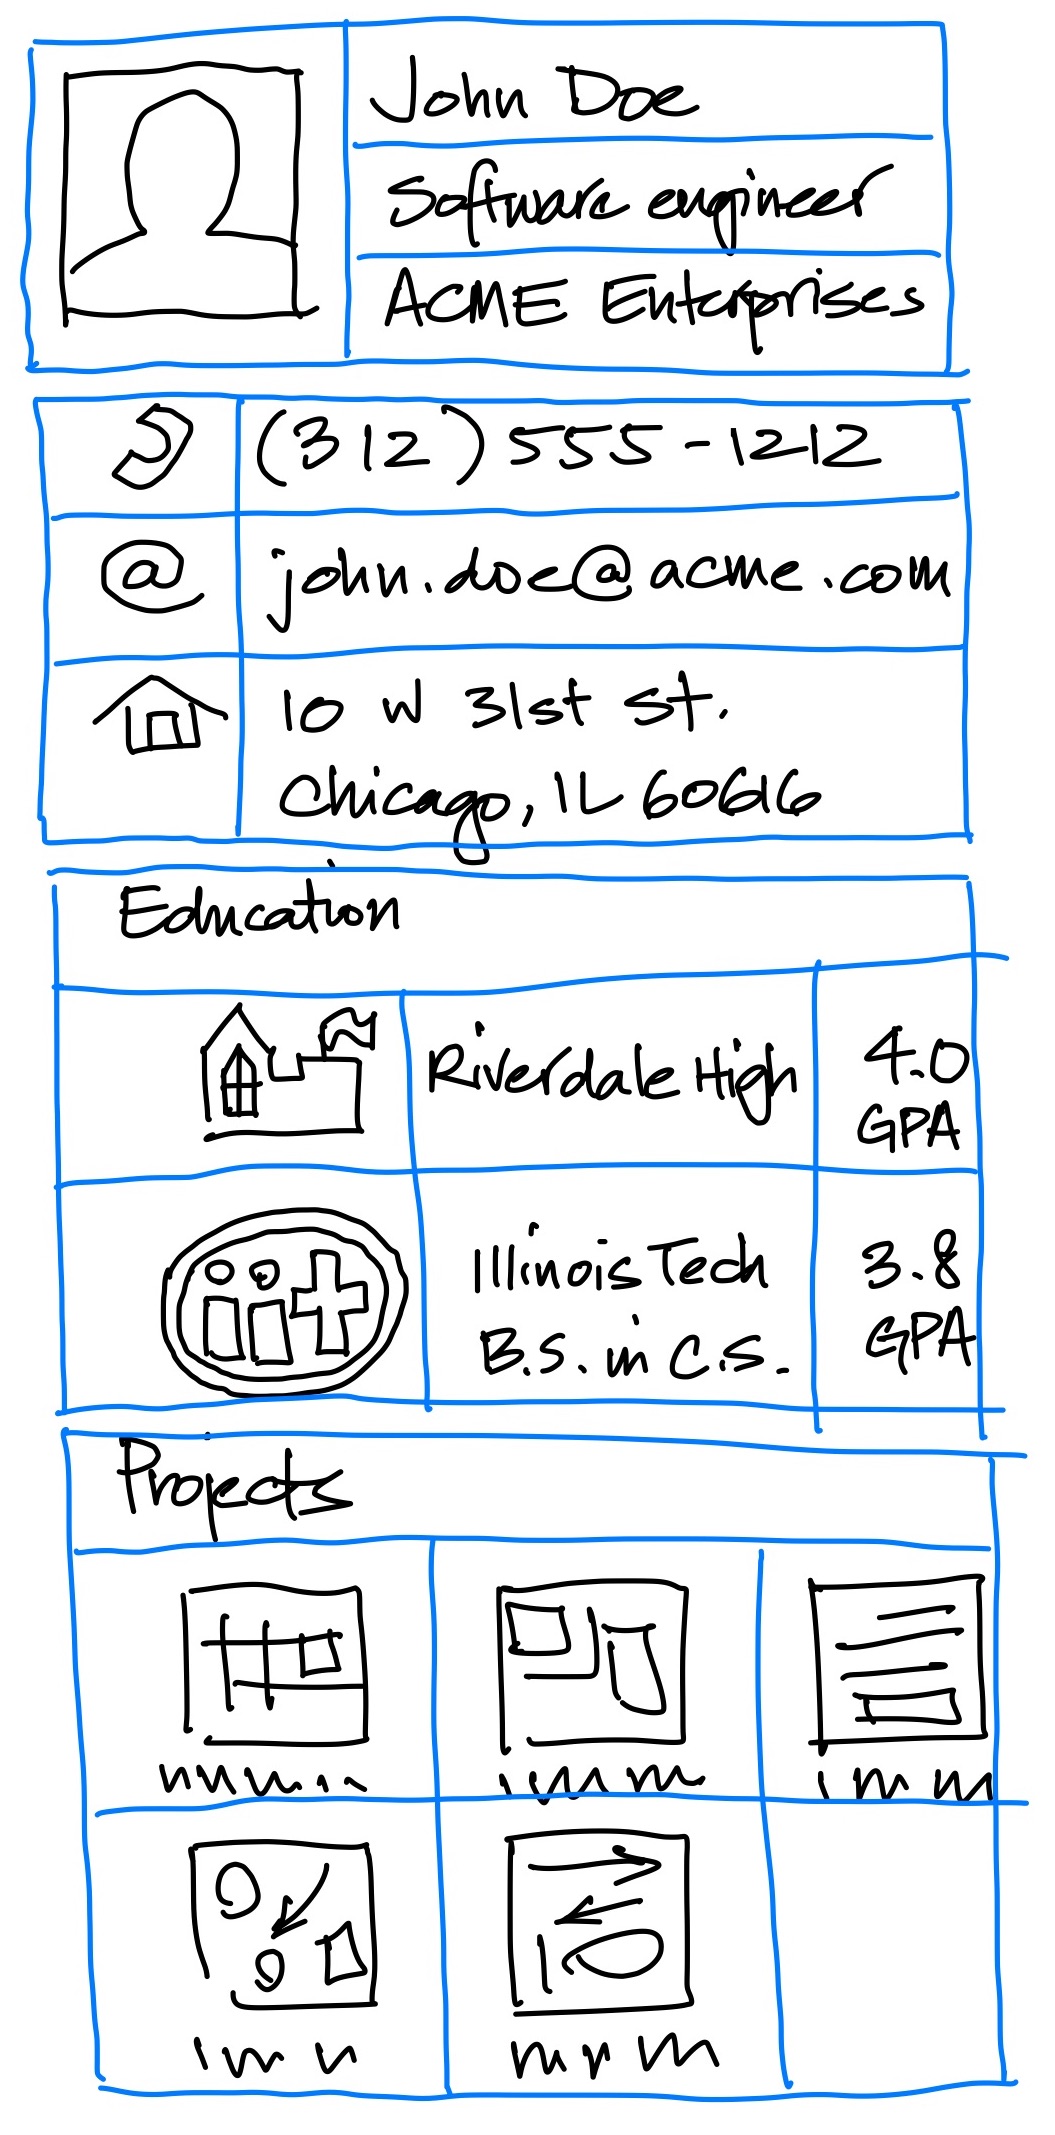 John Doe
Software engineer
ACME Enterprises
(312) 555-1212
@
john.doe@acme.com
10 W 31st St.
Chicago, IL 60616
Education
Riverdale High
4.0
GPA
Illinois Tech
B.S. in C.S.
3.8
GPA
Projects